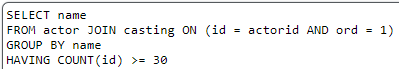 SELECT name
FROM actor JOIN casting ON (id = actorid AND ord = 1)
GROUP BY name
HAVING COUNT(id) >= 30